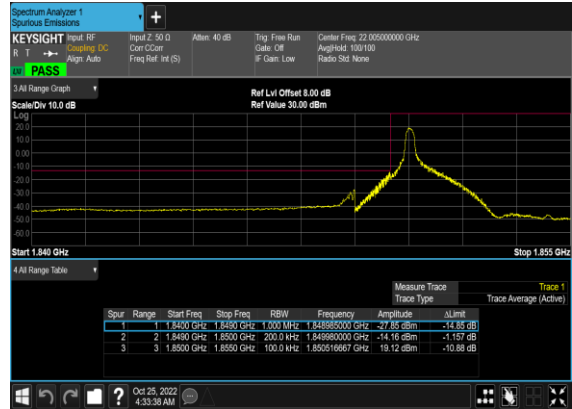 Spectrum Analyzer 1
Spurious Emissions
+
KEYSIGHT Input: RF Input Z: 50 Ω Atten: 40 dB Trig: Free Run Center Freq: 22.005000000 GHz
R T Coupling: DC Corr CCorr Gate: Off Avg|Hold: 100/100
Align: Auto Freq Ref: Int (S) IF Gain: Low Radio Std: None
PASS
3 All Range Graph
Ref Lvl Offset 8.00 dB
Scale/Div 10.0 dB Ref Value 30.00 dBm
Log
20.0
10.0
0.00
-10.0
-20.0
-30.0
-40.0
-50.0
-60.0
Start 1.840 GHz Stop 1.855 GHz
4 All Range Table
Measure Trace Trace 1
Trace Type Trace Average (Active)
Spur Range Start Freq Stop Freq RBW Frequency Amplitude ΔLimit
1 1 1.8400 GHz 1.8490 GHz 1.000 MHz 1.848985000 GHz -27.85 dBm -14.85 dB
2 2 1.8490 GHz 1.8500 GHz 200.0 kHz 1.849980000 GHz -14.16 dBm -1.157 dB
3 3 1.8500 GHz 1.8550 GHz 100.0 kHz 1.850516667 GHz 19.12 dBm -10.88 dB
? Oct 25, 2022
4:33:38 AM